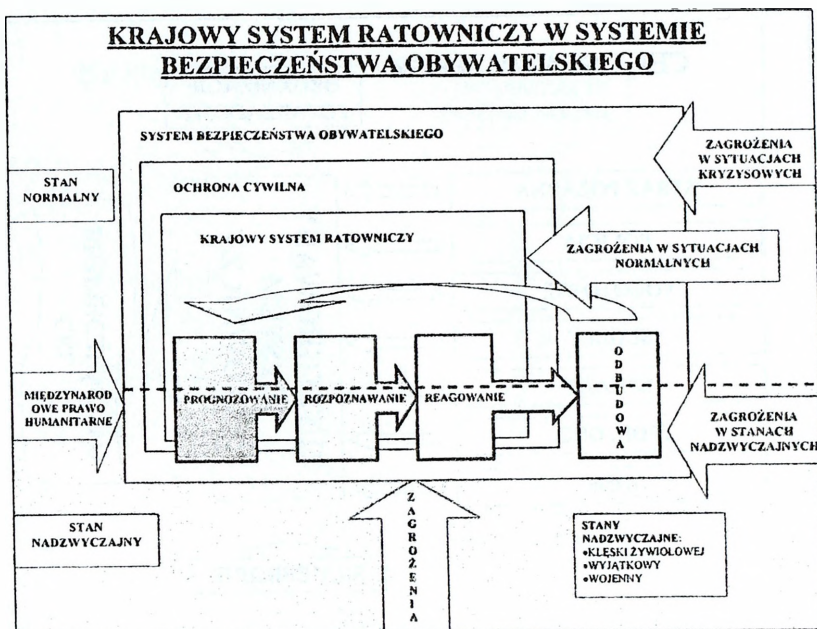 KRAJOWY SYSTEM RATOWNICZY W SYSTEMIE
BEZPIECZEŃSTWA OBYWATELSKIEGO
SYSTEM BEZPIECZEŃSTWA OBYWATELSKIEGO
ZAGROŻENIA
W SYTUACJACH
KRYZYSOWYCH
STAN
NORMALNY
OCHRONA CYWILNA
KRAJOWY SYSTEM RATOWNICZY
ZAGROŻENIA W SYTUACJACH
NORMALNYCH
MIĘDZYNAROD
OWE PRAWO
HUMANITARNE
PROGNOZOWANIE
ROZPOZNAWANIE
REAGOWANIE
ODBUDOWA
ZAGROŻENIA
W STANACH
NADZWYCZAJNYCH
STAN
NADZWYCZAJNY
ZAGROŻENIA
STANY
NADZWYCZAJNE:
•KLĘSKI ŻYWIOŁOWEJ
•WYJĄTKOWY
•WOJENNY